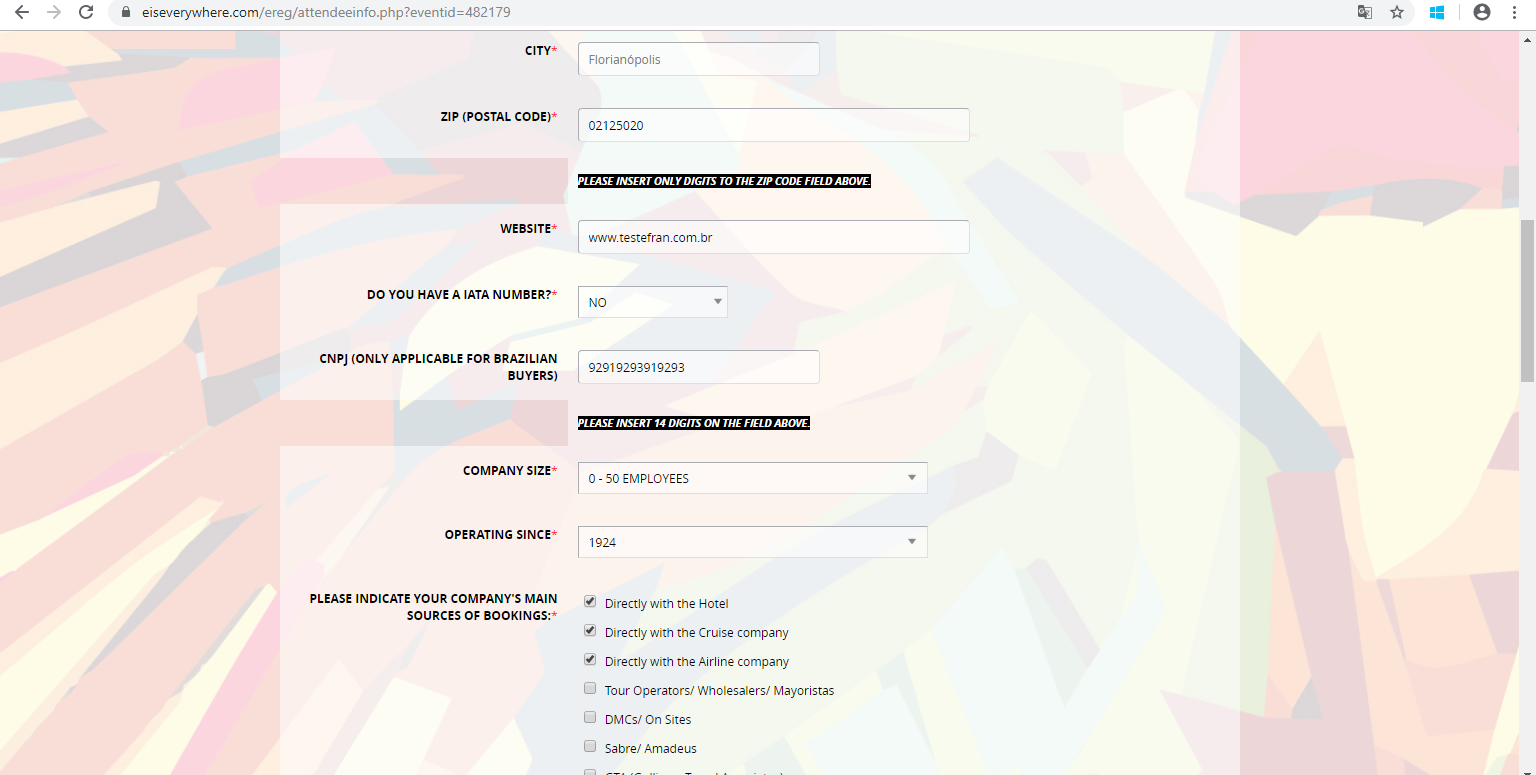 eiseverywhere.com/ereg/attendeeinfo.php?eventid=482179
CITY*
Florianópolis
ZIP (POSTAL CODE)*
02125020
PLEASE INSERT ONLY DIGITS TO THE ZIP CODE FIELD ABOVE.
WEBSITE*
www.testefran.com.br
DO YOU HAVE A IATA NUMBER?*
NO
CNPJ (ONLY APPLICABLE FOR BRAZILIAN
BUYERS)
92919293919293
PLEASE INSERT 14 DIGITS ON THE FIELD ABOVE.
COMPANY SIZE*
0 - 50 EMPLOYEES
OPERATING SINCE*
1924
PLEASE INDICATE YOUR COMPANY'S MAIN
SOURCES OF BOOKINGS:*
Directly with the Hotel
Directly with the Cruise company
Directly with the Airline company
Tour Operators/ Wholesalers/ Mayoristas
DMCs/ On Sites
Sabre/ Amadeus